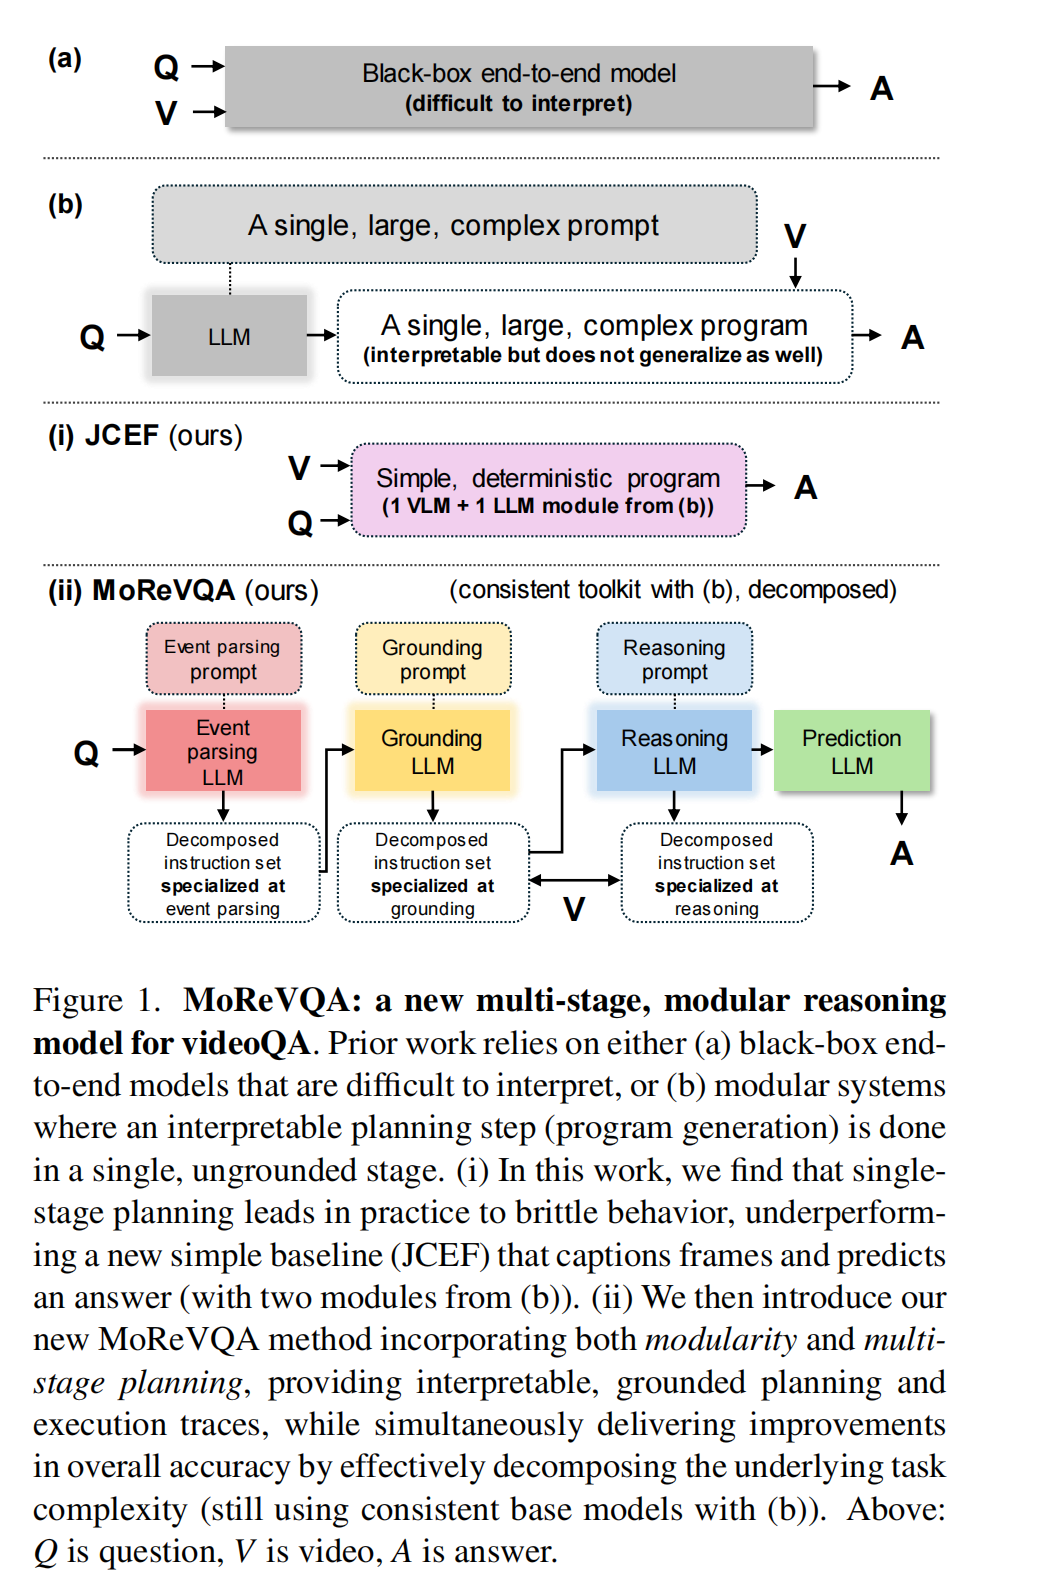 (a)
Q
V
Black-box end-to-end model
(difficult to interpret)
A
(b)
A single, large, complex prompt
V
Q
LLM
A single, large, complex program
(interpretable but does not generalize as well)
A
(i) JCEF (ours)
V
Q
Simple, deterministic program
(1 VLM + 1 LLM module from (b))
A
(ii) MoReVQA (ours)
(consistent toolkit with (b), decomposed)
Event parsing
prompt
Grounding
prompt
Reasoning
prompt
Q
Event
parsing
LLM
Grounding
LLM
Reasoning
LLM
Prediction
LLM
Decomposed
instruction set
specialized at
event parsing
Decomposed
instruction set
specialized at
grounding
V
Decomposed
instruction set
specialized at
reasoning
A
Figure 1. MoReVQA: a new multi-stage, modular reasoning
model for videoQA. Prior work relies on either (a) black-box end-
to-end models that are difficult to interpret, or (b) modular systems
where an interpretable planning step (program generation) is done
in a single, ungrounded stage. (i) In this work, we find that single-
stage planning leads in practice to brittle behavior, underperform-
ing a new simple baseline (JCEF) that captions frames and predicts
an answer (with two modules from (b)). (ii) We then introduce our
new MoReVQA method incorporating both modularity and multi-
stage planning, providing interpretable, grounded planning and
execution traces, while simultaneously delivering improvements
in overall accuracy by effectively decomposing the underlying task
complexity (still using consistent base models with (b)). Above:
Q is question, V is video, A is answer.